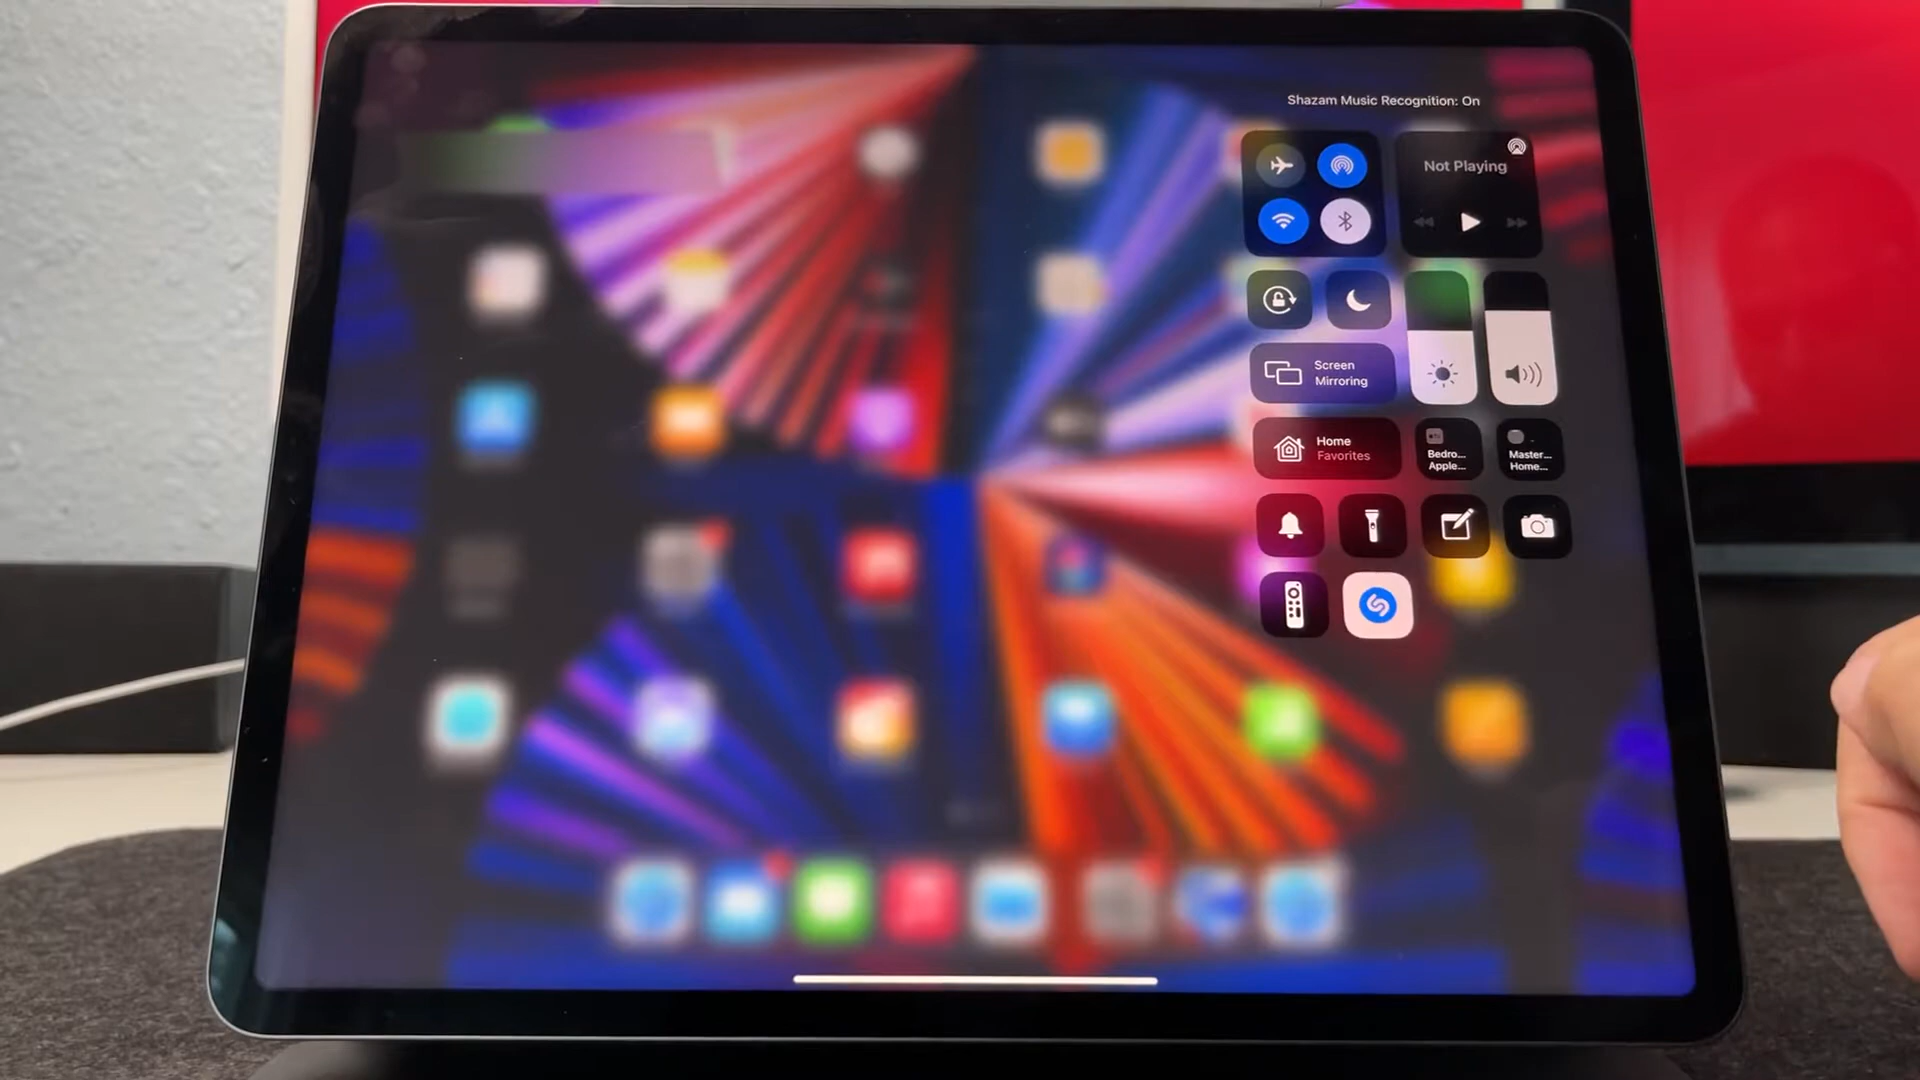 Shazam Music Recognition: On
Not Playing
Screen
Mirroring
Home
Favorites
Bedro...
Apple...
Master...
Home...